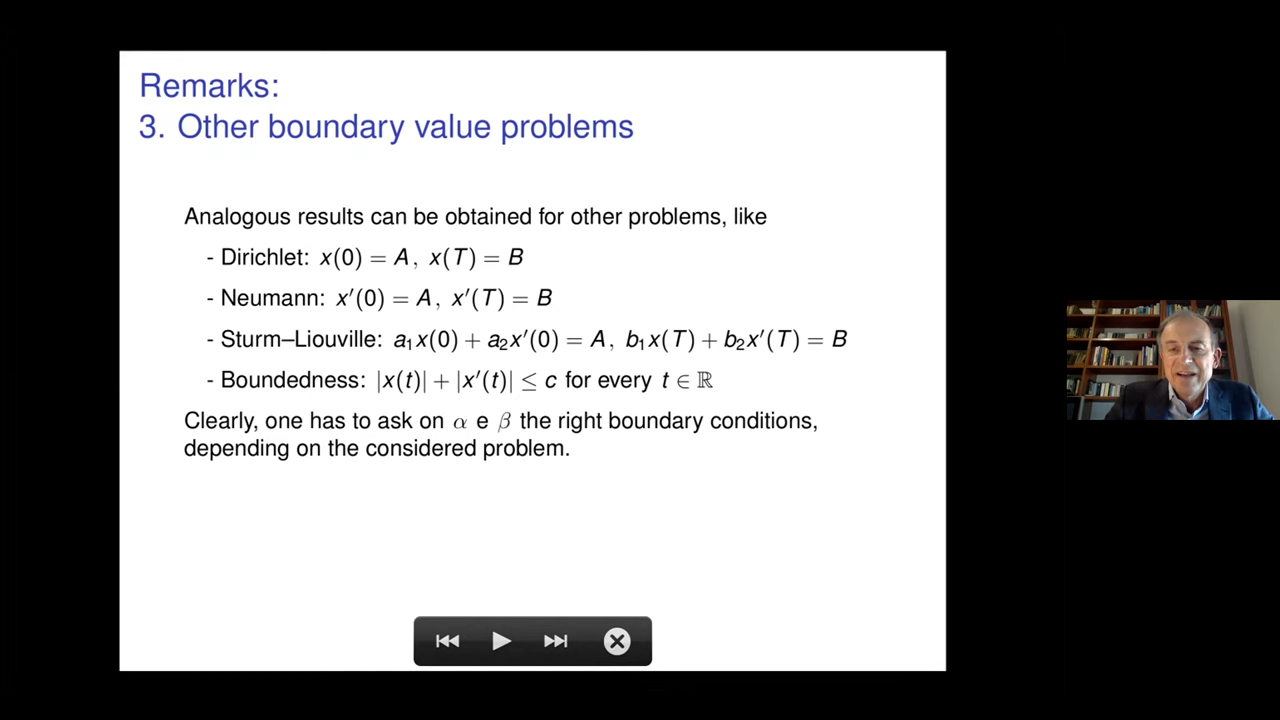 Remarks:
3. Other boundary value problems
Analogous results can be obtained for other problems, like
- Dirichlet: x(0) = A, x(T) = B
- Neumann: x′(0) = A, x′(T) = B
- Sturm–Liouville: a₁x(0) + a₂x′(0) = A, b₁x(T) + b₂x′(T) = B
- Boundedness: |x(t)| + |x′(t)| ≤ c for every t ∈ ℝ
Clearly, one has to ask on α e β the right boundary conditions,
depending on the considered problem.